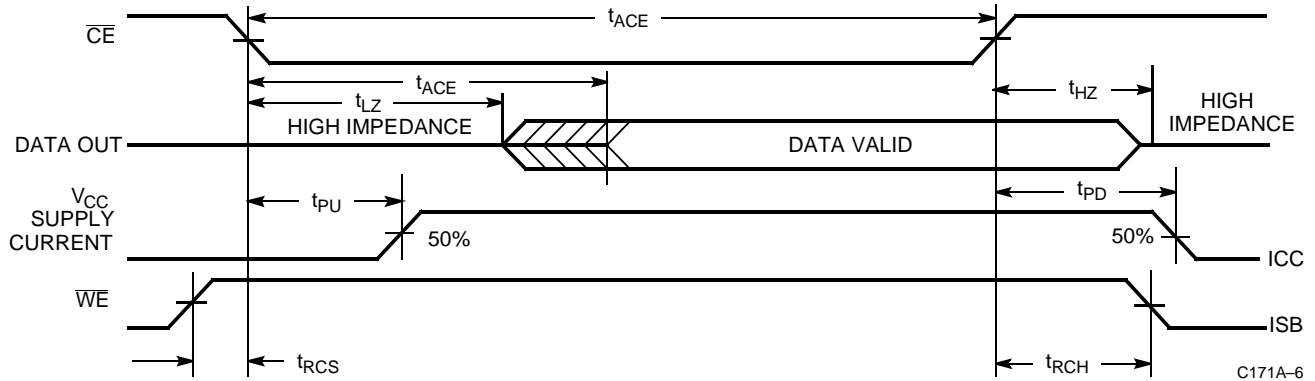 tACE
CE
tACE
tLZ
tHZ
HIGH
IMPEDANCE
HIGH IMPEDANCE
DATA OUT
DATA VALID
VCC
SUPPLY
CURRENT
tPU
tPD
50%
50%
ICC
WE
ISB
tRCS
tRCH
C171A–6